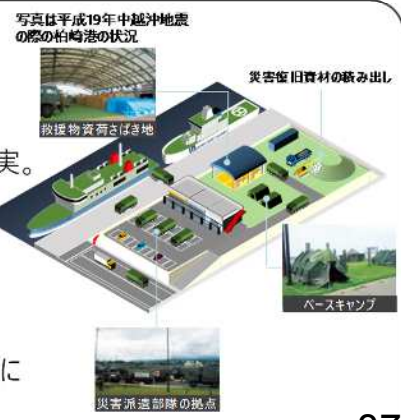 写真は平成19年中越沖地震
の際の柏崎港の状況
災害復旧資材の積み出し
救援物資荷さばき地
実。
ベースキャンプ
に
災害派遣部隊の拠点